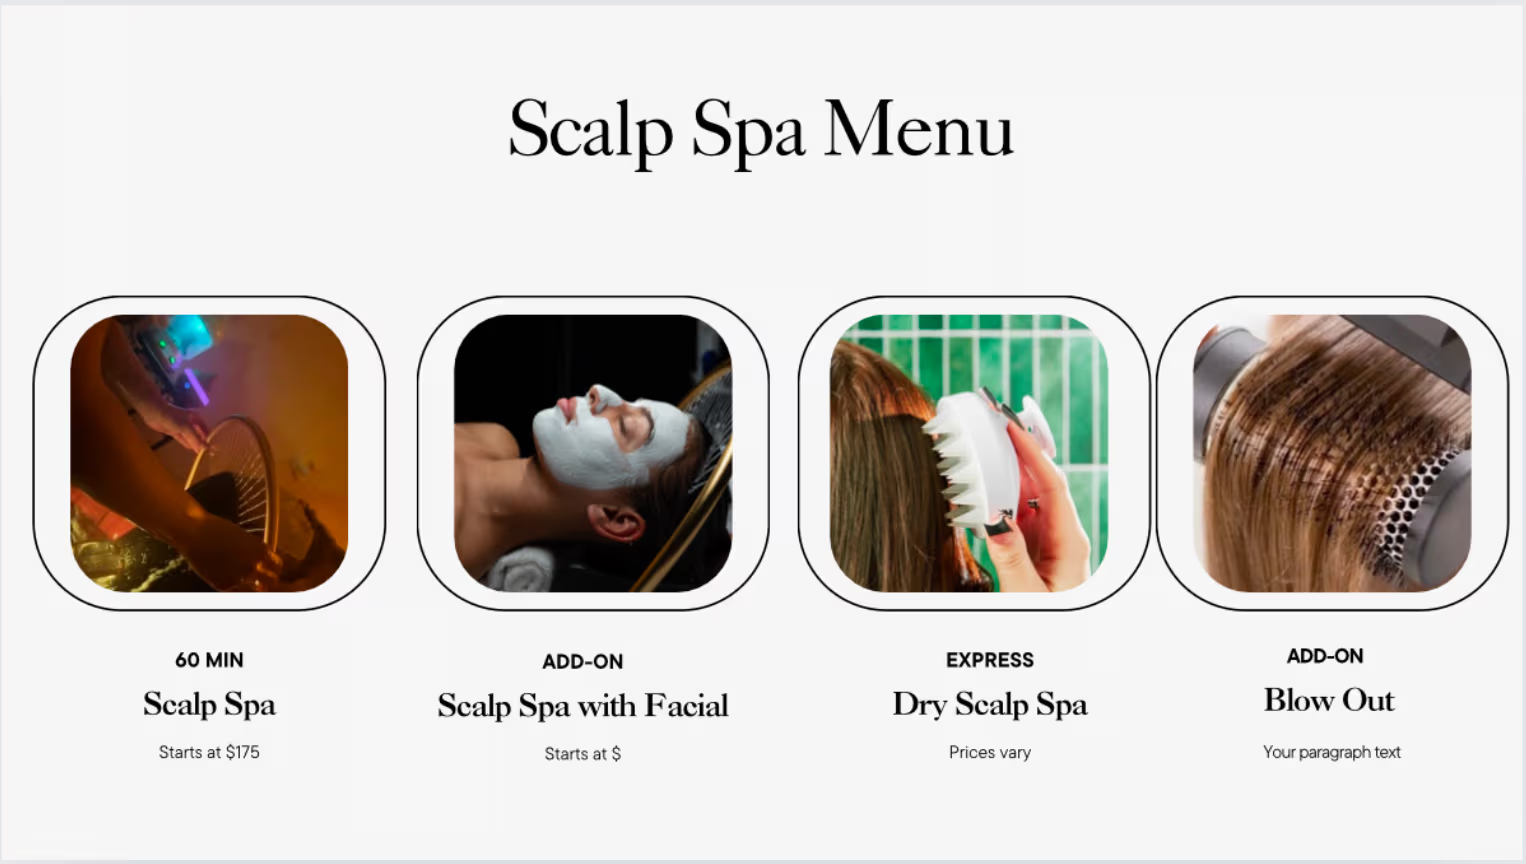 Scalp Spa Menu
60 MIN
Scalp Spa
Starts at $175
ADD-ON
Scalp Spa with Facial
Starts at $
EXPRESS
Dry Scalp Spa
Prices vary
ADD-ON
Blow Out
Your paragraph text